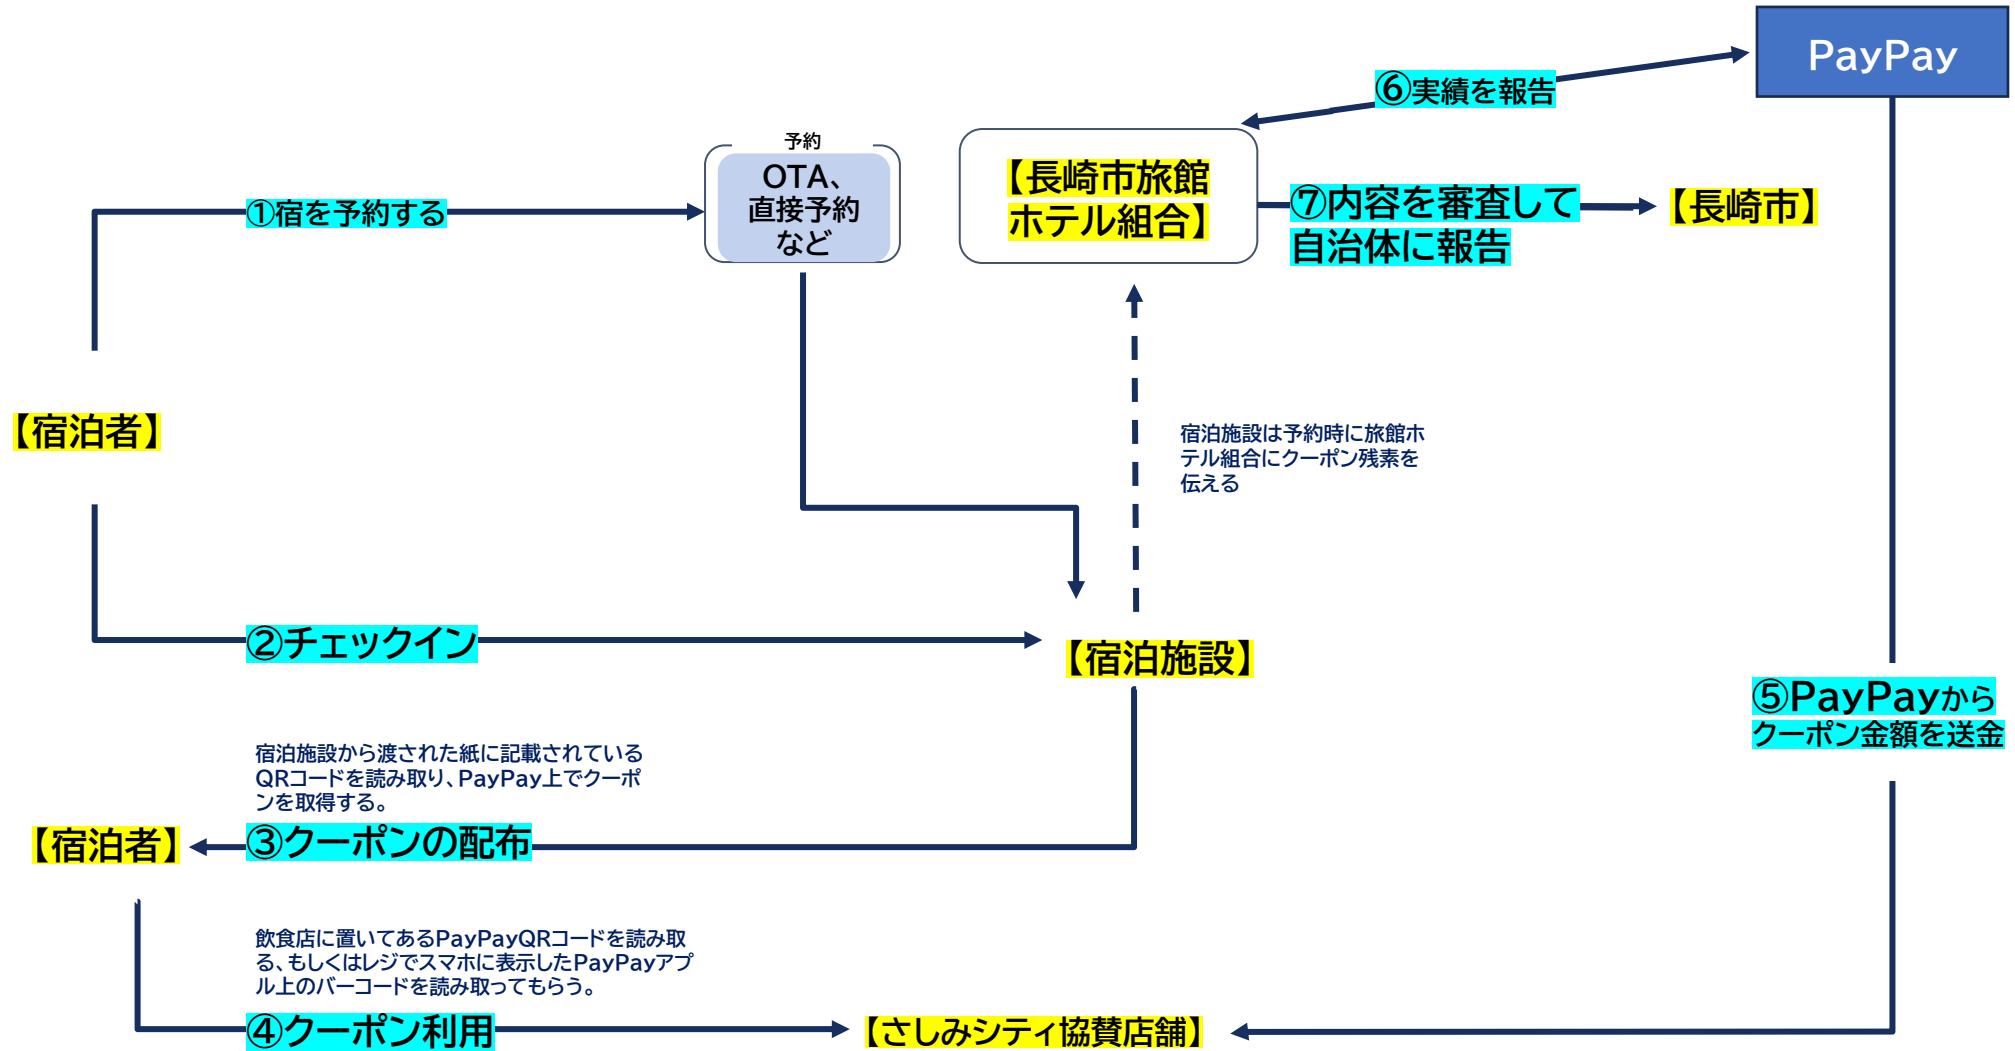 PayPay
⑥実績を報告
予約
OTA、
直接予約
など
【長崎市旅館
ホテル組合】
⑦内容を審査して
自治体に報告
【長崎市】
①宿を予約する
【宿泊者】
宿泊施設は予約時に旅館ホ
テル組合にクーポン残素を
伝える
②チェックイン
【宿泊施設】
⑤PayPayから
クーポン金額を送金
宿泊施設から渡された紙に記載されている
QRコードを読み取り、PayPay上でクーポ
ンを取得する。
【宿泊者】
③クーポンの配布
飲食店に置いてあるPayPayQRコードを読み取
る、もしくはレジでスマホに表示したPayPayアプ
ル上のバーコードを読み取ってもらう。
④クーポン利用
【さしみシティ協賛店舗】